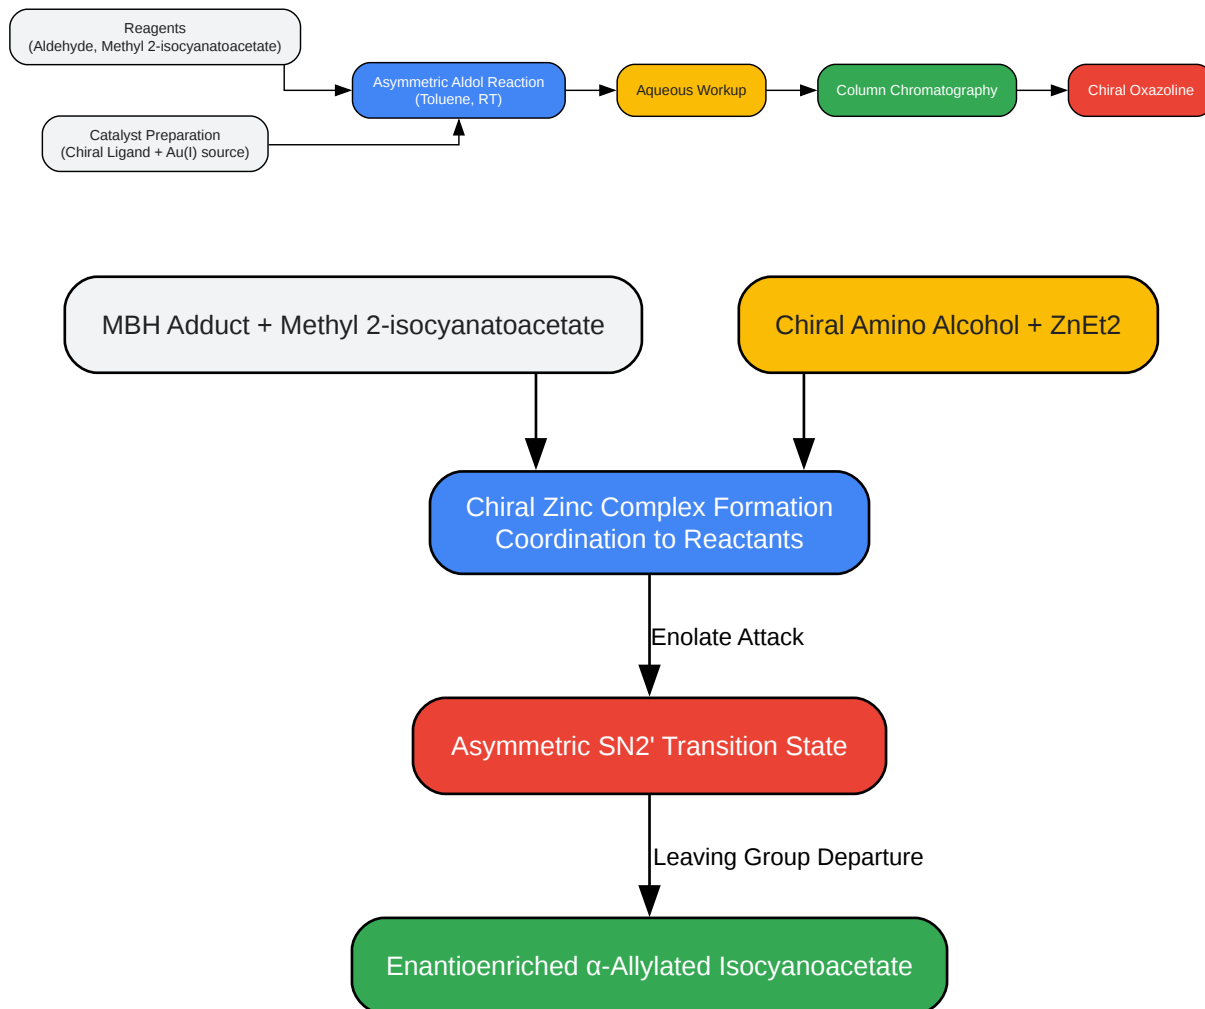 Reagents
(Aldehyde, Methyl 2-isocyanatoacetate)
Asymmetric Aldol Reaction
(Toluene, RT)
Aqueous Workup
Column Chromatography
Chiral Oxazoline
Catalyst Preparation
(Chiral Ligand + Au(I) source)
MBH Adduct + Methyl 2-isocyanatoacetate
Chiral Amino Alcohol + ZnEt2
Chiral Zinc Complex Formation
Coordination to Reactants
Enolate Attack
Asymmetric SN2' Transition State
Leaving Group Departure
Enantioenriched α-Allylated Isocyanoacetate